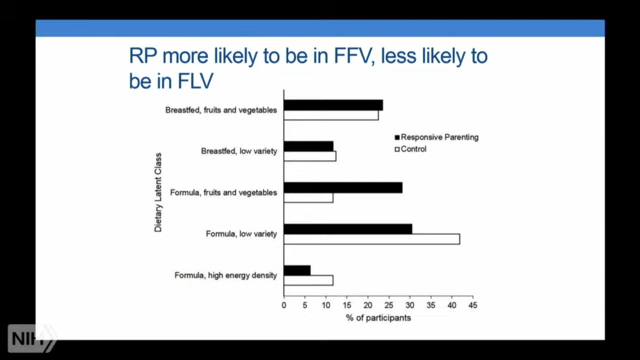 RP more likely to be in FFV, less likely to
be in FLV
Breastfed, fruits and vegetables
Breastfed, low variety
Formula, fruits and vegetables
Formula, low variety
Formula, high energy density
Dietary Latent Class
Responsive Parenting
Control
0 5 10 15 20 25 30 35 40 45
% of participants
NIH